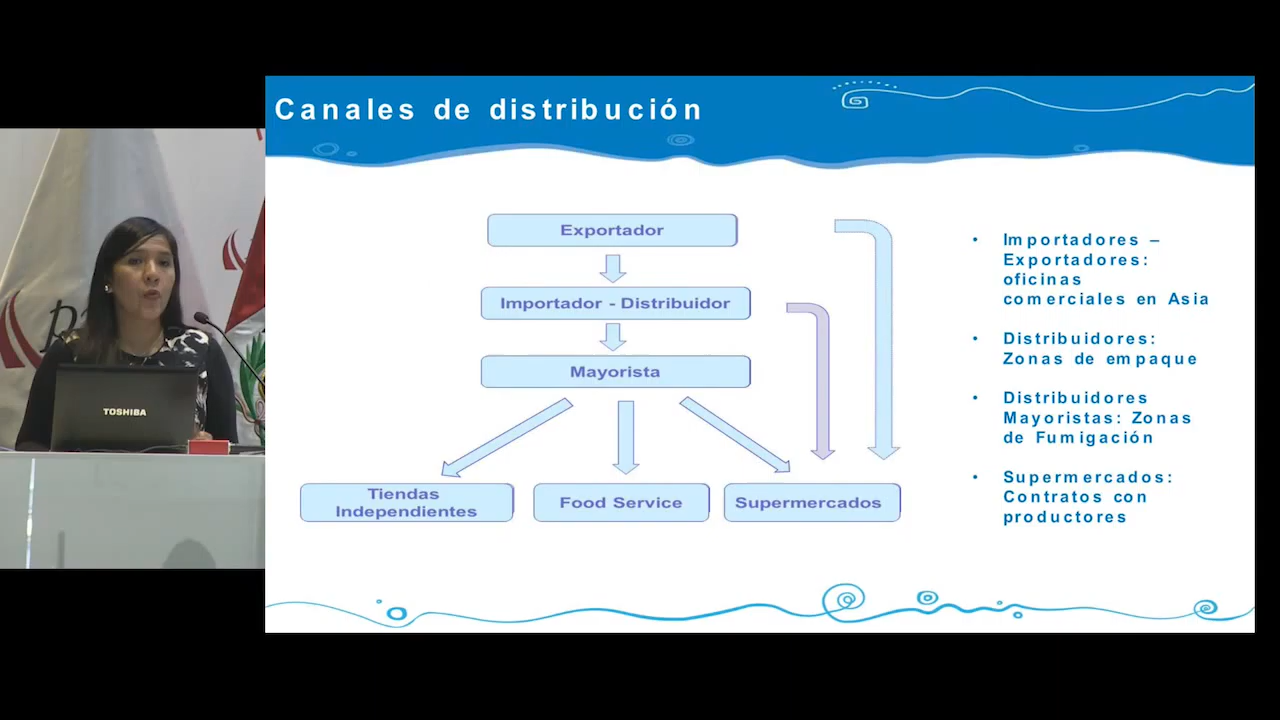 Canales de distribución
Exportador
Importador - Distribuidor
Mayorista
Tiendas
Independientes
Food Service
Supermercados
• Importadores –
Exportadores:
oficinas
comerciales en Asia
• Distribuidores:
Zonas de empaque
• Distribuidores
Mayoristas: Zonas
de Fumigación
• Supermercados:
Contratos con
productores
TOSHIBA